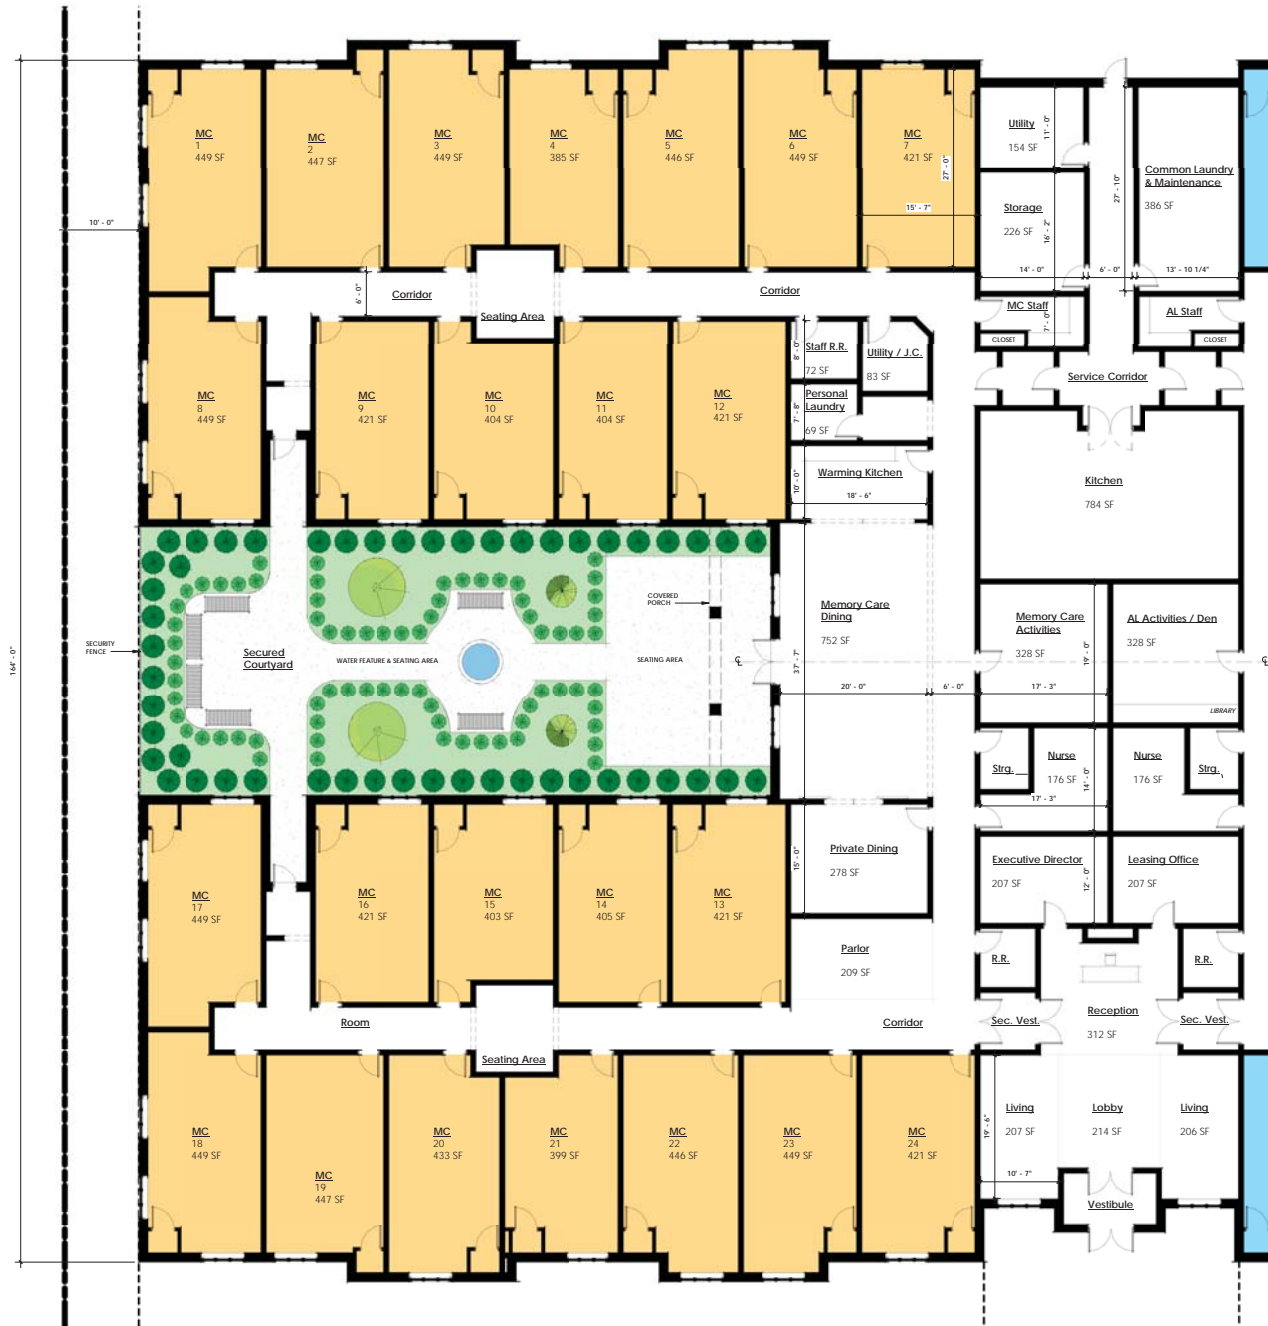 MC
1
449 SF
MC
2
447 SF
MC
3
449 SF
MC
4
385 SF
MC
5
446 SF
MC
6
449 SF
MC
7
421 SF
27' - 0"
15' - 7"
Utility
154 SF
11' - 0"
Storage
226 SF
16' - 2"
27' - 10"
Common Laundry
& Maintenance
386 SF
14' - 0"
6' - 0"
13' - 10 1/4"
10' - 0"
164' - 0"
6' - 0"
Corridor
Seating Area
Corridor
MC Staff
7' - 0"
CLOSET
AL Staff
CLOSET
Service Corridor
MC
8
449 SF
MC
9
421 SF
MC
10
404 SF
MC
11
404 SF
MC
12
421 SF
8' - 0"
Staff R.R.
72 SF
Utility / J.C.
83 SF
7' - 8"
Personal
Laundry
69 SF
10' - 0"
Warming Kitchen
18' - 6"
Kitchen
784 SF
SECURITY
FENCE
Secured
Courtyard
WATER FEATURE & SEATING AREA
COVERED
PORCH
SEATING AREA
Memory Care
Dining
752 SF
37' - 7"
20' - 0"
6' - 0"
Memory Care
Activities
328 SF
19' - 0"
17' - 3"
AL Activities / Den
328 SF
LIBRARY
Strg.
Nurse
176 SF
14' - 0"
17' - 3"
Nurse
176 SF
Strg.
MC
17
449 SF
MC
16
421 SF
MC
15
403 SF
MC
14
405 SF
MC
13
421 SF
15' - 0"
Private Dining
278 SF
Executive Director
207 SF
12' - 0"
Leasing Office
207 SF
Parlor
209 SF
R.R.
R.R.
Room
Seating Area
Corridor
Sec. Vest.
Reception
312 SF
Sec. Vest.
MC
18
449 SF
MC
19
447 SF
MC
20
433 SF
MC
21
399 SF
MC
22
446 SF
MC
23
449 SF
MC
24
421 SF
19' - 6"
Living
207 SF
10' - 7"
Lobby
214 SF
Living
206 SF
Vestibule